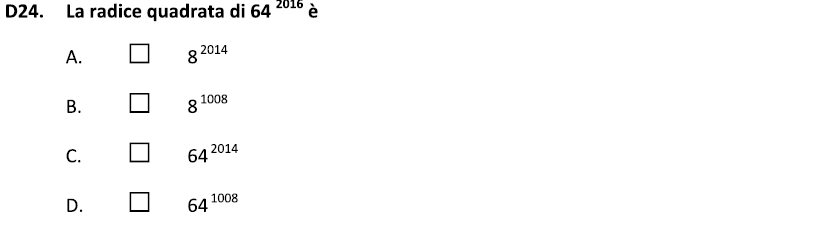 D24. La radice quadrata di 64 ²⁰¹⁶ è
A. ☐ 8 ²⁰¹⁴
B. ☐ 8 ¹⁰⁰⁸
C. ☐ 64 ²⁰¹⁴
D. ☐ 64 ¹⁰⁰⁸